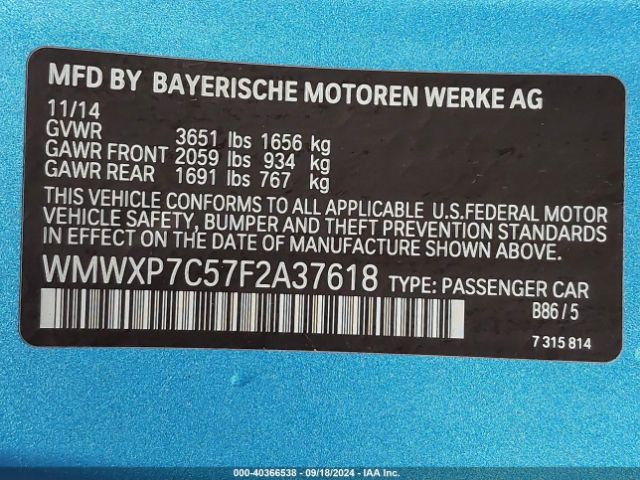 MFD BY BAYERISCHE MOTOREN WERKE AG
11/14
GVWR 3651 lbs 1656 kg
GAWR FRONT 2059 lbs 934 kg
GAWR REAR 1691 lbs 767 kg
THIS VEHICLE CONFORMS TO ALL APPLICABLE U.S.FEDERAL MOTOR
VEHICLE SAFETY, BUMPER AND THEFT PREVENTION STANDARDS
IN EFFECT ON THE DATE OF MANUFACTURE SHOWN ABOVE.
WMWXP7C57F2A37618 TYPE: PASSENGER CAR
B86/5
7 315 814
000-40366538 - 09/18/2024 - IAA Inc.